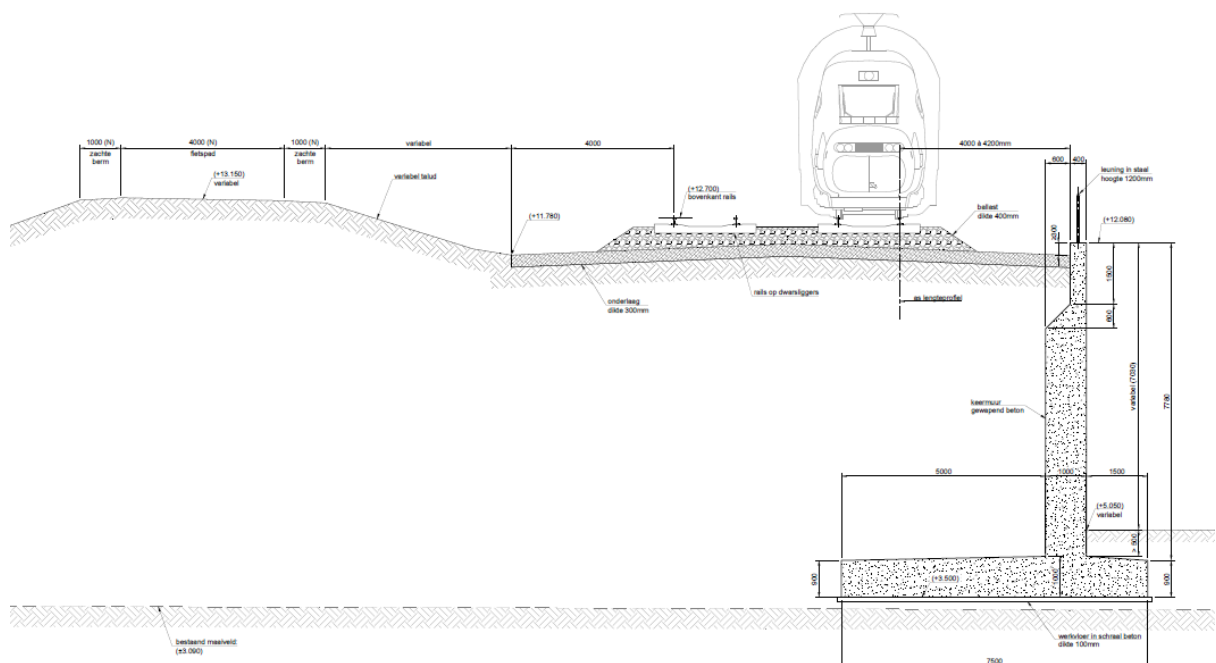 1000 (N)
zachte
berm
4000 (N)
fietspad
1000 (N)
zachte
berm
variabel
4000
4000 à 4200mm
600
400
leuning in staal
hoogte 1200mm
(+13.150)
variabel
variabel talud
(+12.700)
bovenkant rails
ballast
dikte 400mm
(+11.780)
(+12.080)
rails op dwarsliggers
onderlaag
dikte 300mm
as lengteprofiel
1500
600
variabel (7030)
7780
keermuur
gewapend beton
5000
1000
1500
(+5.050)
variabel
> 500
900
(+3.500)
900
bestaand maaiveld
(±3.090)
werkvloer in schraal beton
dikte 100mm
7500